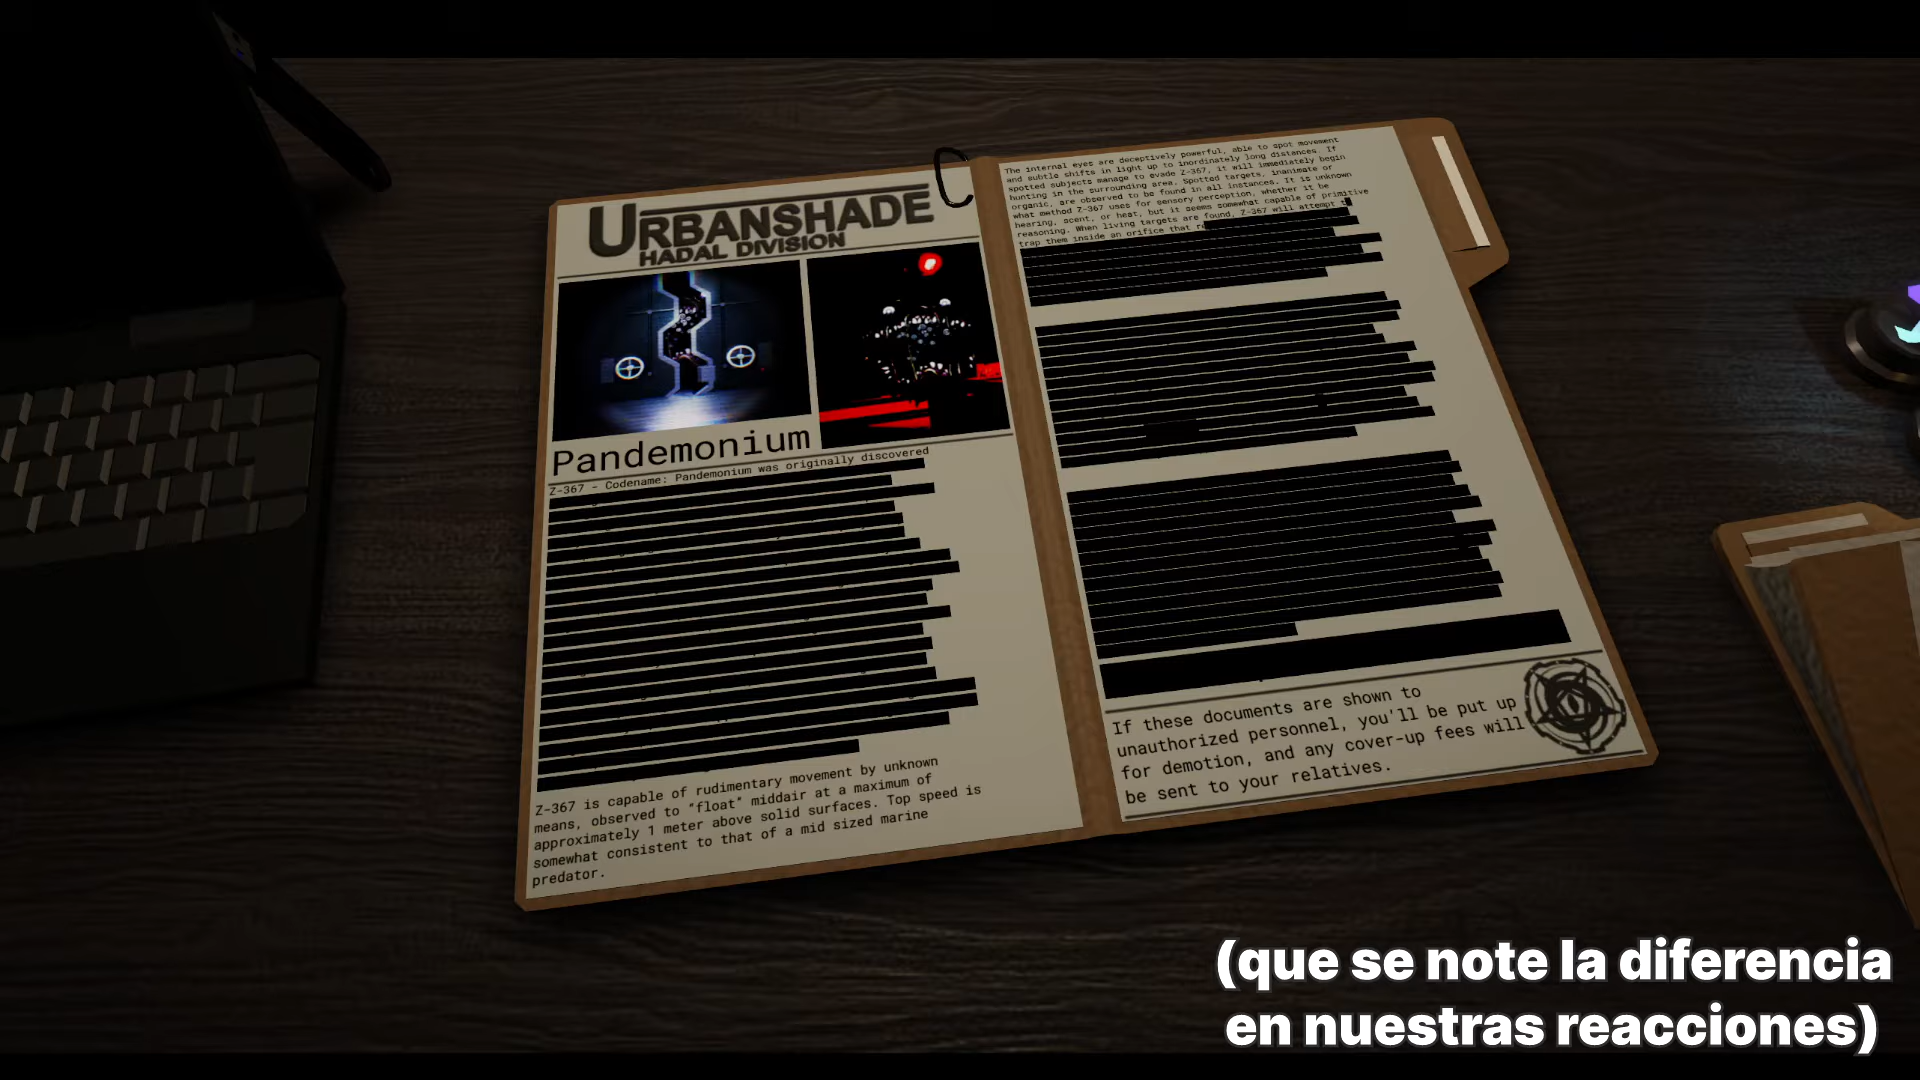 URBANSHADE
HADAL DIVISION
Pandemonium
Z-367 - Codename: Pandemonium was originally discovered
Z-367 is capable of rudimentary movement by unknown
means, observed to "float" middair at a maximum of
approximately 1 meter above solid surfaces. Top speed is
somewhat consistent to that of a mid sized marine
predator.
The internal eyes are deceptively powerful, able to spot movement
and subtle shifts in light up to inordinately long distances. If
spotted subjects manage to evade Z-367, it will immediately begin
hunting in the surrounding area. Spotted targets, inanimate or
organic, are observed to be found in all instances. It is unknown
what method Z-367 uses for sensory perception, whether it be
hearing, scent, or heat, but it seems somewhat capable of primitive
reasoning. When living targets are found, Z-367 will attempt
trap them inside an orifice that
If these documents are shown to
unauthorized personnel, you'll be put up
for demotion, and any cover-up fees will
be sent to your relatives.
(que se note la diferencia
en nuestras reacciones)